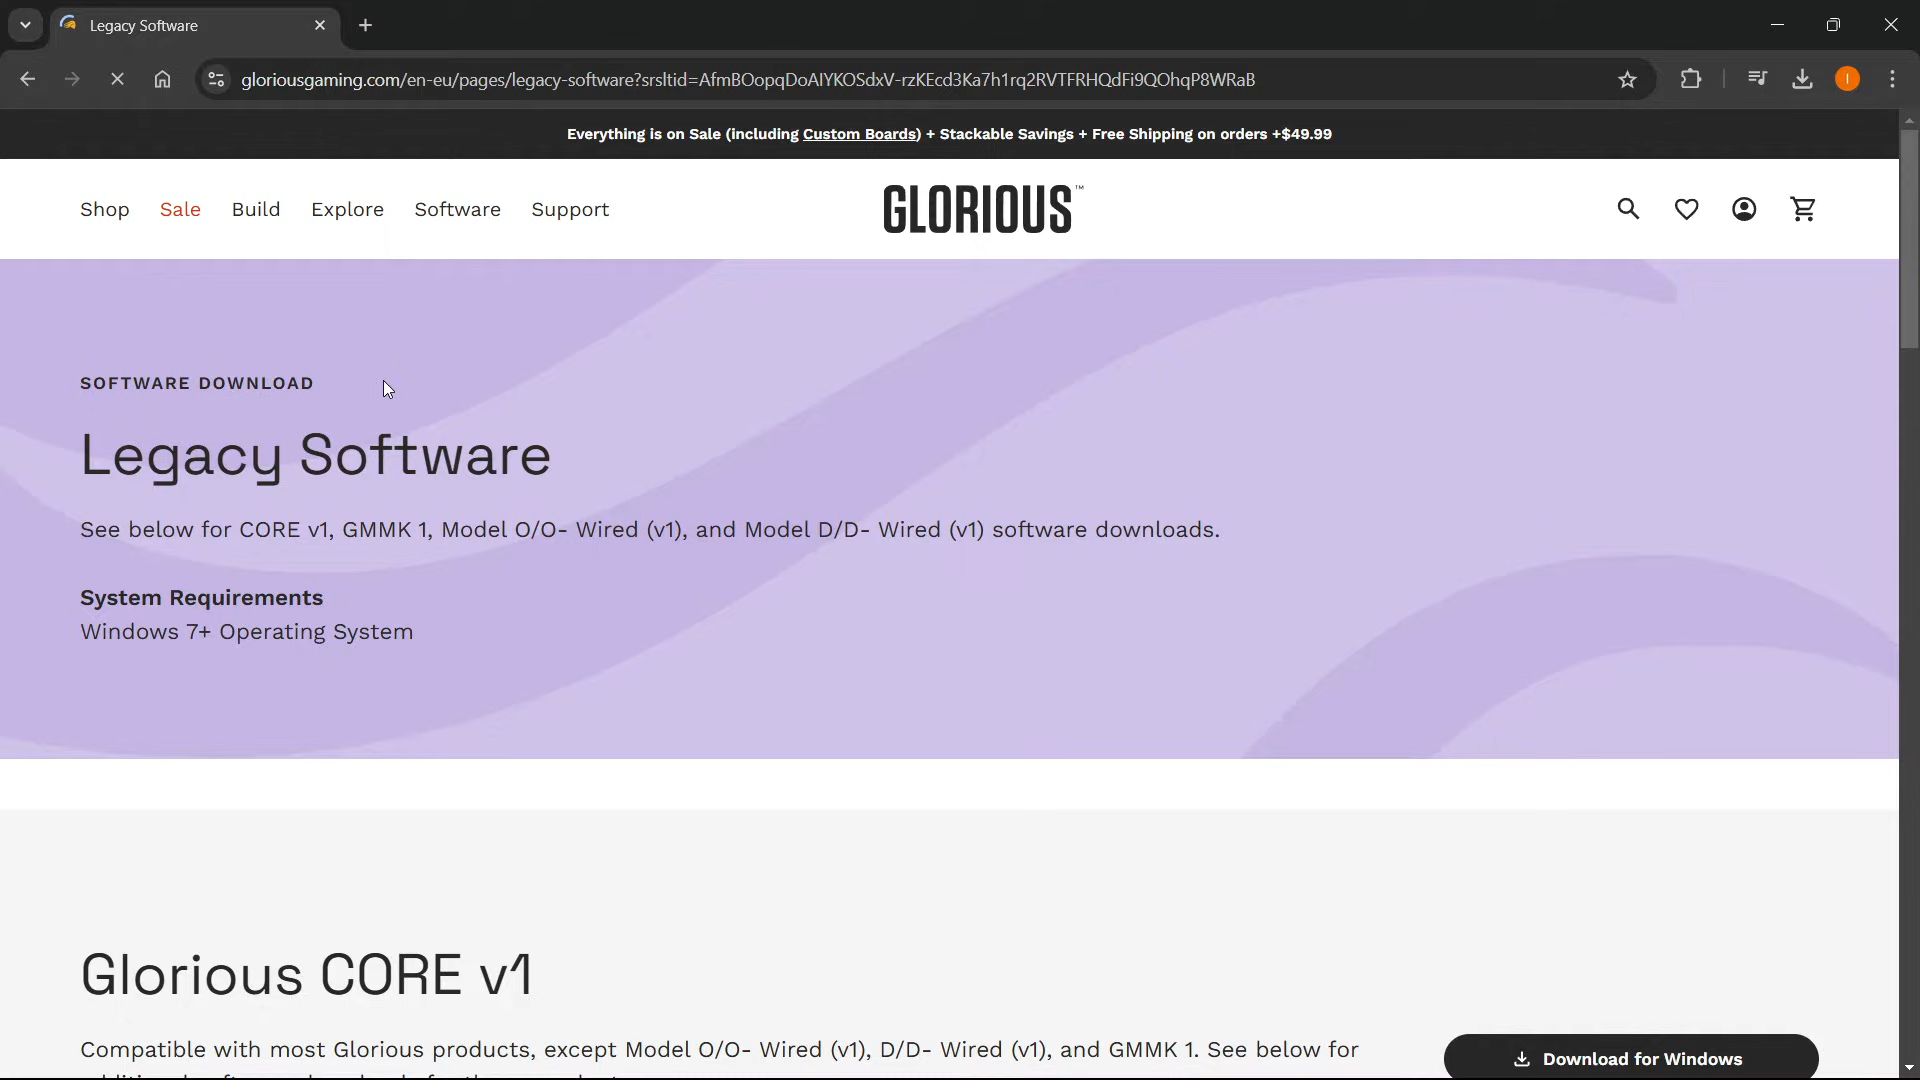 Legacy Software
gloriousgaming.com/en-eu/pages/legacy-software?srsltid=AfmBOopqDoAlYKOSdxV-rzKEcd3Ka7h1rq2RVTFRHQdFi9QOhqP8WRaB
I
Everything is on Sale (including Custom Boards) + Stackable Savings + Free Shipping on orders +$49.99
Shop Sale Build Explore Software Support
GLORIOUS™
SOFTWARE DOWNLOAD
Legacy Software
See below for CORE v1, GMMK 1, Model O/O- Wired (v1), and Model D/D- Wired (v1) software downloads.
System Requirements
Windows 7+ Operating System
Glorious CORE v1
Compatible with most Glorious products, except Model O/O- Wired (v1), D/D- Wired (v1), and GMMK 1. See below for
Download for Windows